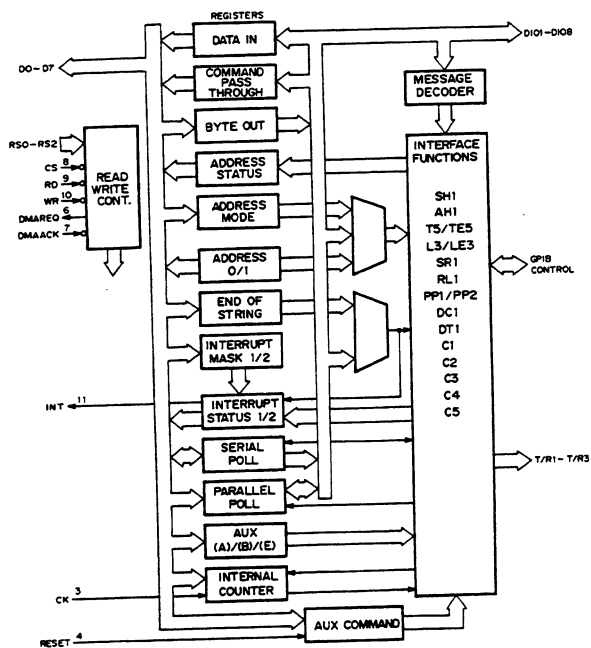 REGISTERS
DATA IN
DIO1-DIO8
D0-D7
COMMAND
PASS
THROUGH
MESSAGE
DECODER
BYTE OUT
RS0-RS2
CS 8
RD 9
WR 10
DMAREQ 6
DMAACK 7
READ
WRITE
CONT.
ADDRESS
STATUS
ADDRESS
MODE
ADDRESS
0/1
END OF
STRING
INTERRUPT
MASK 1/2
INT 11
INTERRUPT
STATUS 1/2
SERIAL
POLL
PARALLEL
POLL
AUX
(A)/(B)/(E)
INTERNAL
COUNTER
CK 3
RESET 4
AUX COMMAND
INTERFACE
FUNCTIONS
SH1
AH1
T5/TE5
L3/LE3
SR1
RL1
PP1/PP2
DC1
DT1
C1
C2
C3
C4
C5
GPIB
CONTROL
T/R1-T/R3